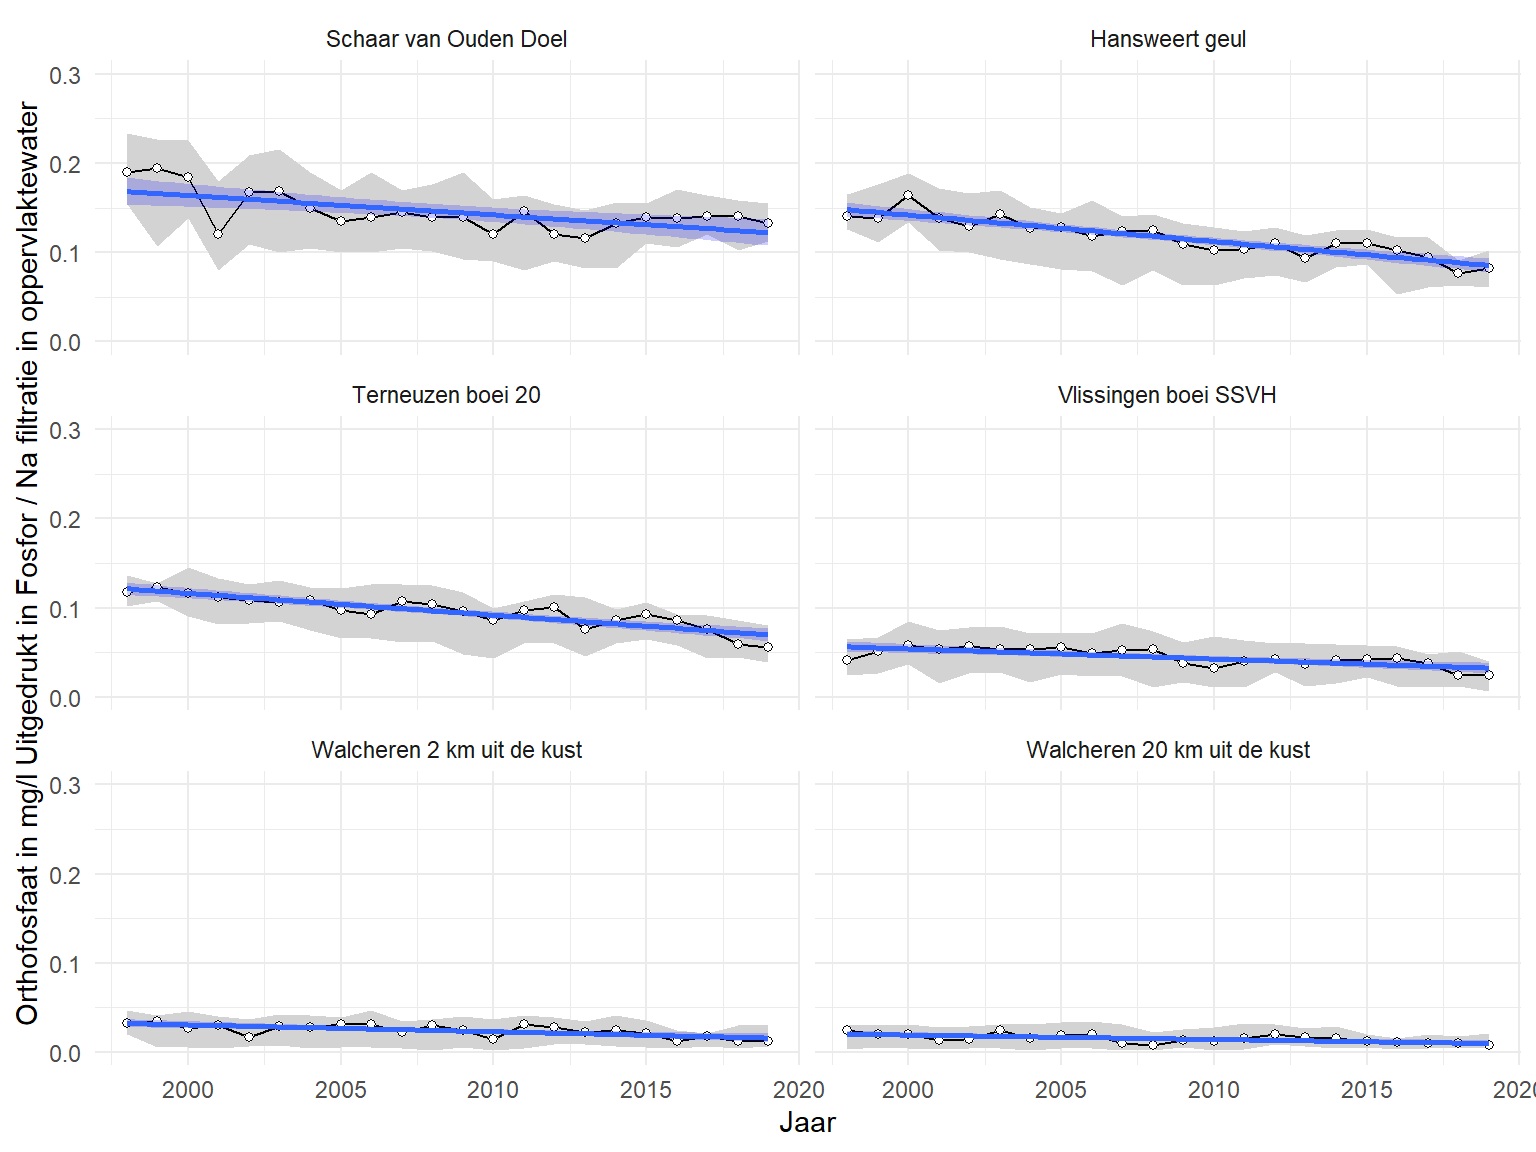 Orthofosfaat in mg/l Uitgedrukt in Fosfor / Na filtratie in oppervlaktewater
Schaar van Ouden Doel
Hansweert geul
0.3
0.2
0.1
0.0
Terneuzen boei 20
Vlissingen boei SSVH
0.3
0.2
0.1
0.0
Walcheren 2 km uit de kust
Walcheren 20 km uit de kust
0.3
0.2
0.1
0.0
2000 2005 2010 2015 2020 2000 2005 2010 2015 2020
Jaar